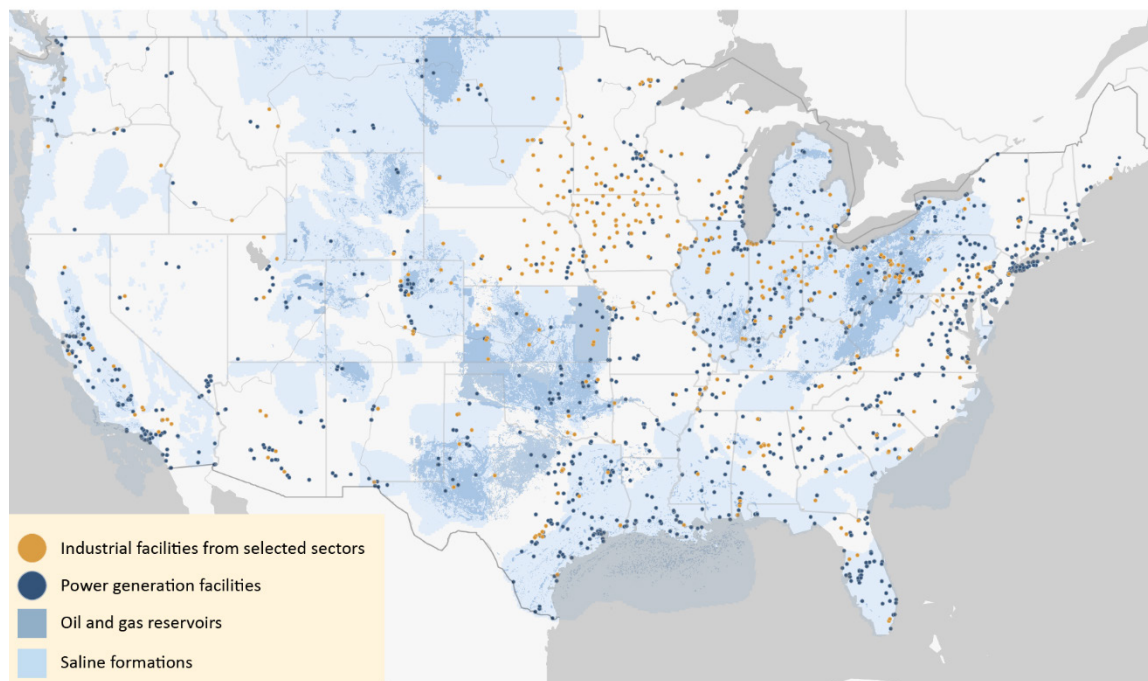 Industrial facilities from selected sectors
Power generation facilities
Oil and gas reservoirs
Saline formations